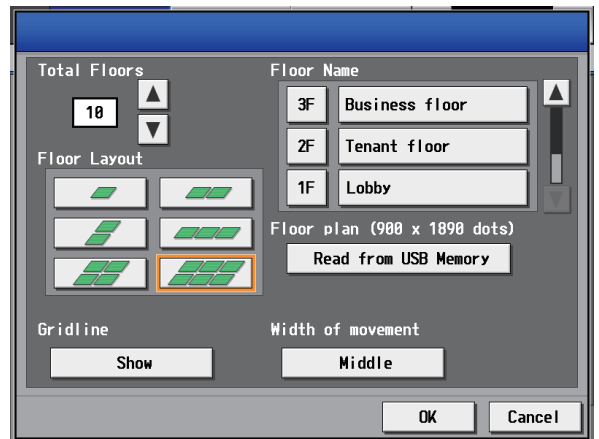 Total Floors
10
Floor Layout
Floor Name
3F Business floor
2F Tenant floor
1F Lobby
Floor plan (900 x 1890 dots)
Read from USB Memory
Gridline
Show
Width of movement
Middle
OK
Cancel